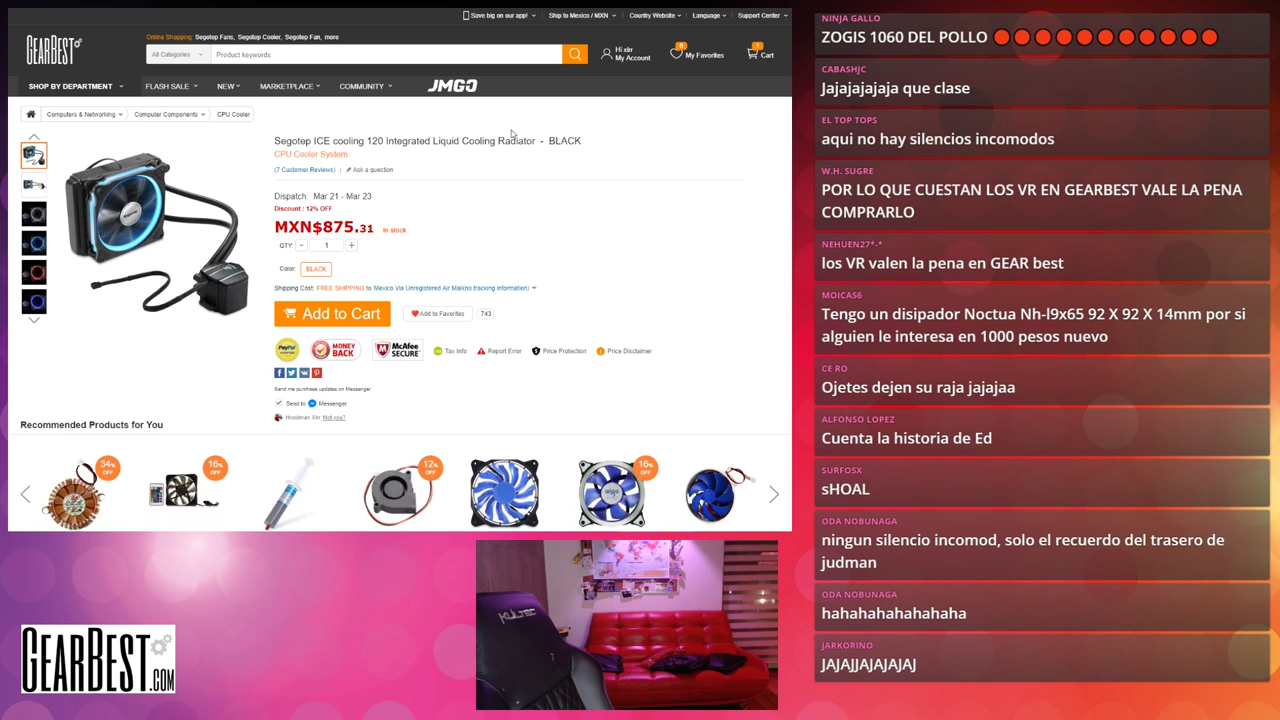 Save big on our app!
Ship to Mexico / MXN
Country Website
Language
Support Center
GEARBEST
Online Shopping: Segotep Fans, Segotep Cooler, Segotep Fan, more
All Categories
Product keywords
Hi xlrr
My Account
0
My Favorites
1
Cart
SHOP BY DEPARTMENT
FLASH SALE
NEW
MARKETPLACE
COMMUNITY
JMGO
Computers & Networking
Computer Components
CPU Cooler
Segotep ICE cooling 120 Integrated Liquid Cooling Radiator - BLACK
CPU Cooler System
(7 Customer Reviews) | Ask a question
Dispatch: Mar 21 - Mar 23
Discount : 12% OFF
MXN$875.31 In stock
QTY: - 1 +
Color: BLACK
Shipping Cost: FREE SHIPPING to Mexico Via Unregistered Air Mail(no tracking information)
Add to Cart
Add to Favorites
743
PayPal
MONEY BACK
McAfee SECURE
Tax Info
Report Error
Price Protection
Price Disclaimer
Send me purchase updates on Messenger
Send to Messenger
Hoodman Xlrr Not you?
Recommended Products for You
34% OFF
16% OFF
12% OFF
16% OFF
GEARBEST.COM
KULTEC
NINJA GALLO
ZOGIS 1060 DEL POLLO
CABASHJC
Jajajajajaja que clase
EL TOP TOPS
aqui no hay silencios incomodos
W.H. SUGRE
POR LO QUE CUESTAN LOS VR EN GEARBEST VALE LA PENA
COMPRARLO
NEHUEN27*-*
los VR valen la pena en GEAR best
MOICAS6
Tengo un disipador Noctua Nh-l9x65 92 X 92 X 14mm por si
alguien le interesa en 1000 pesos nuevo
CE RO
Ojetes dejen su raja jajajaa
ALFONSO LOPEZ
Cuenta la historia de Ed
SURFOSX
sHOAL
ODA NOBUNAGA
ningun silencio incomod, solo el recuerdo del trasero de
judman
ODA NOBUNAGA
hahahahahahahaha
JARKORINO
JAJAJJAJAJAJAJ